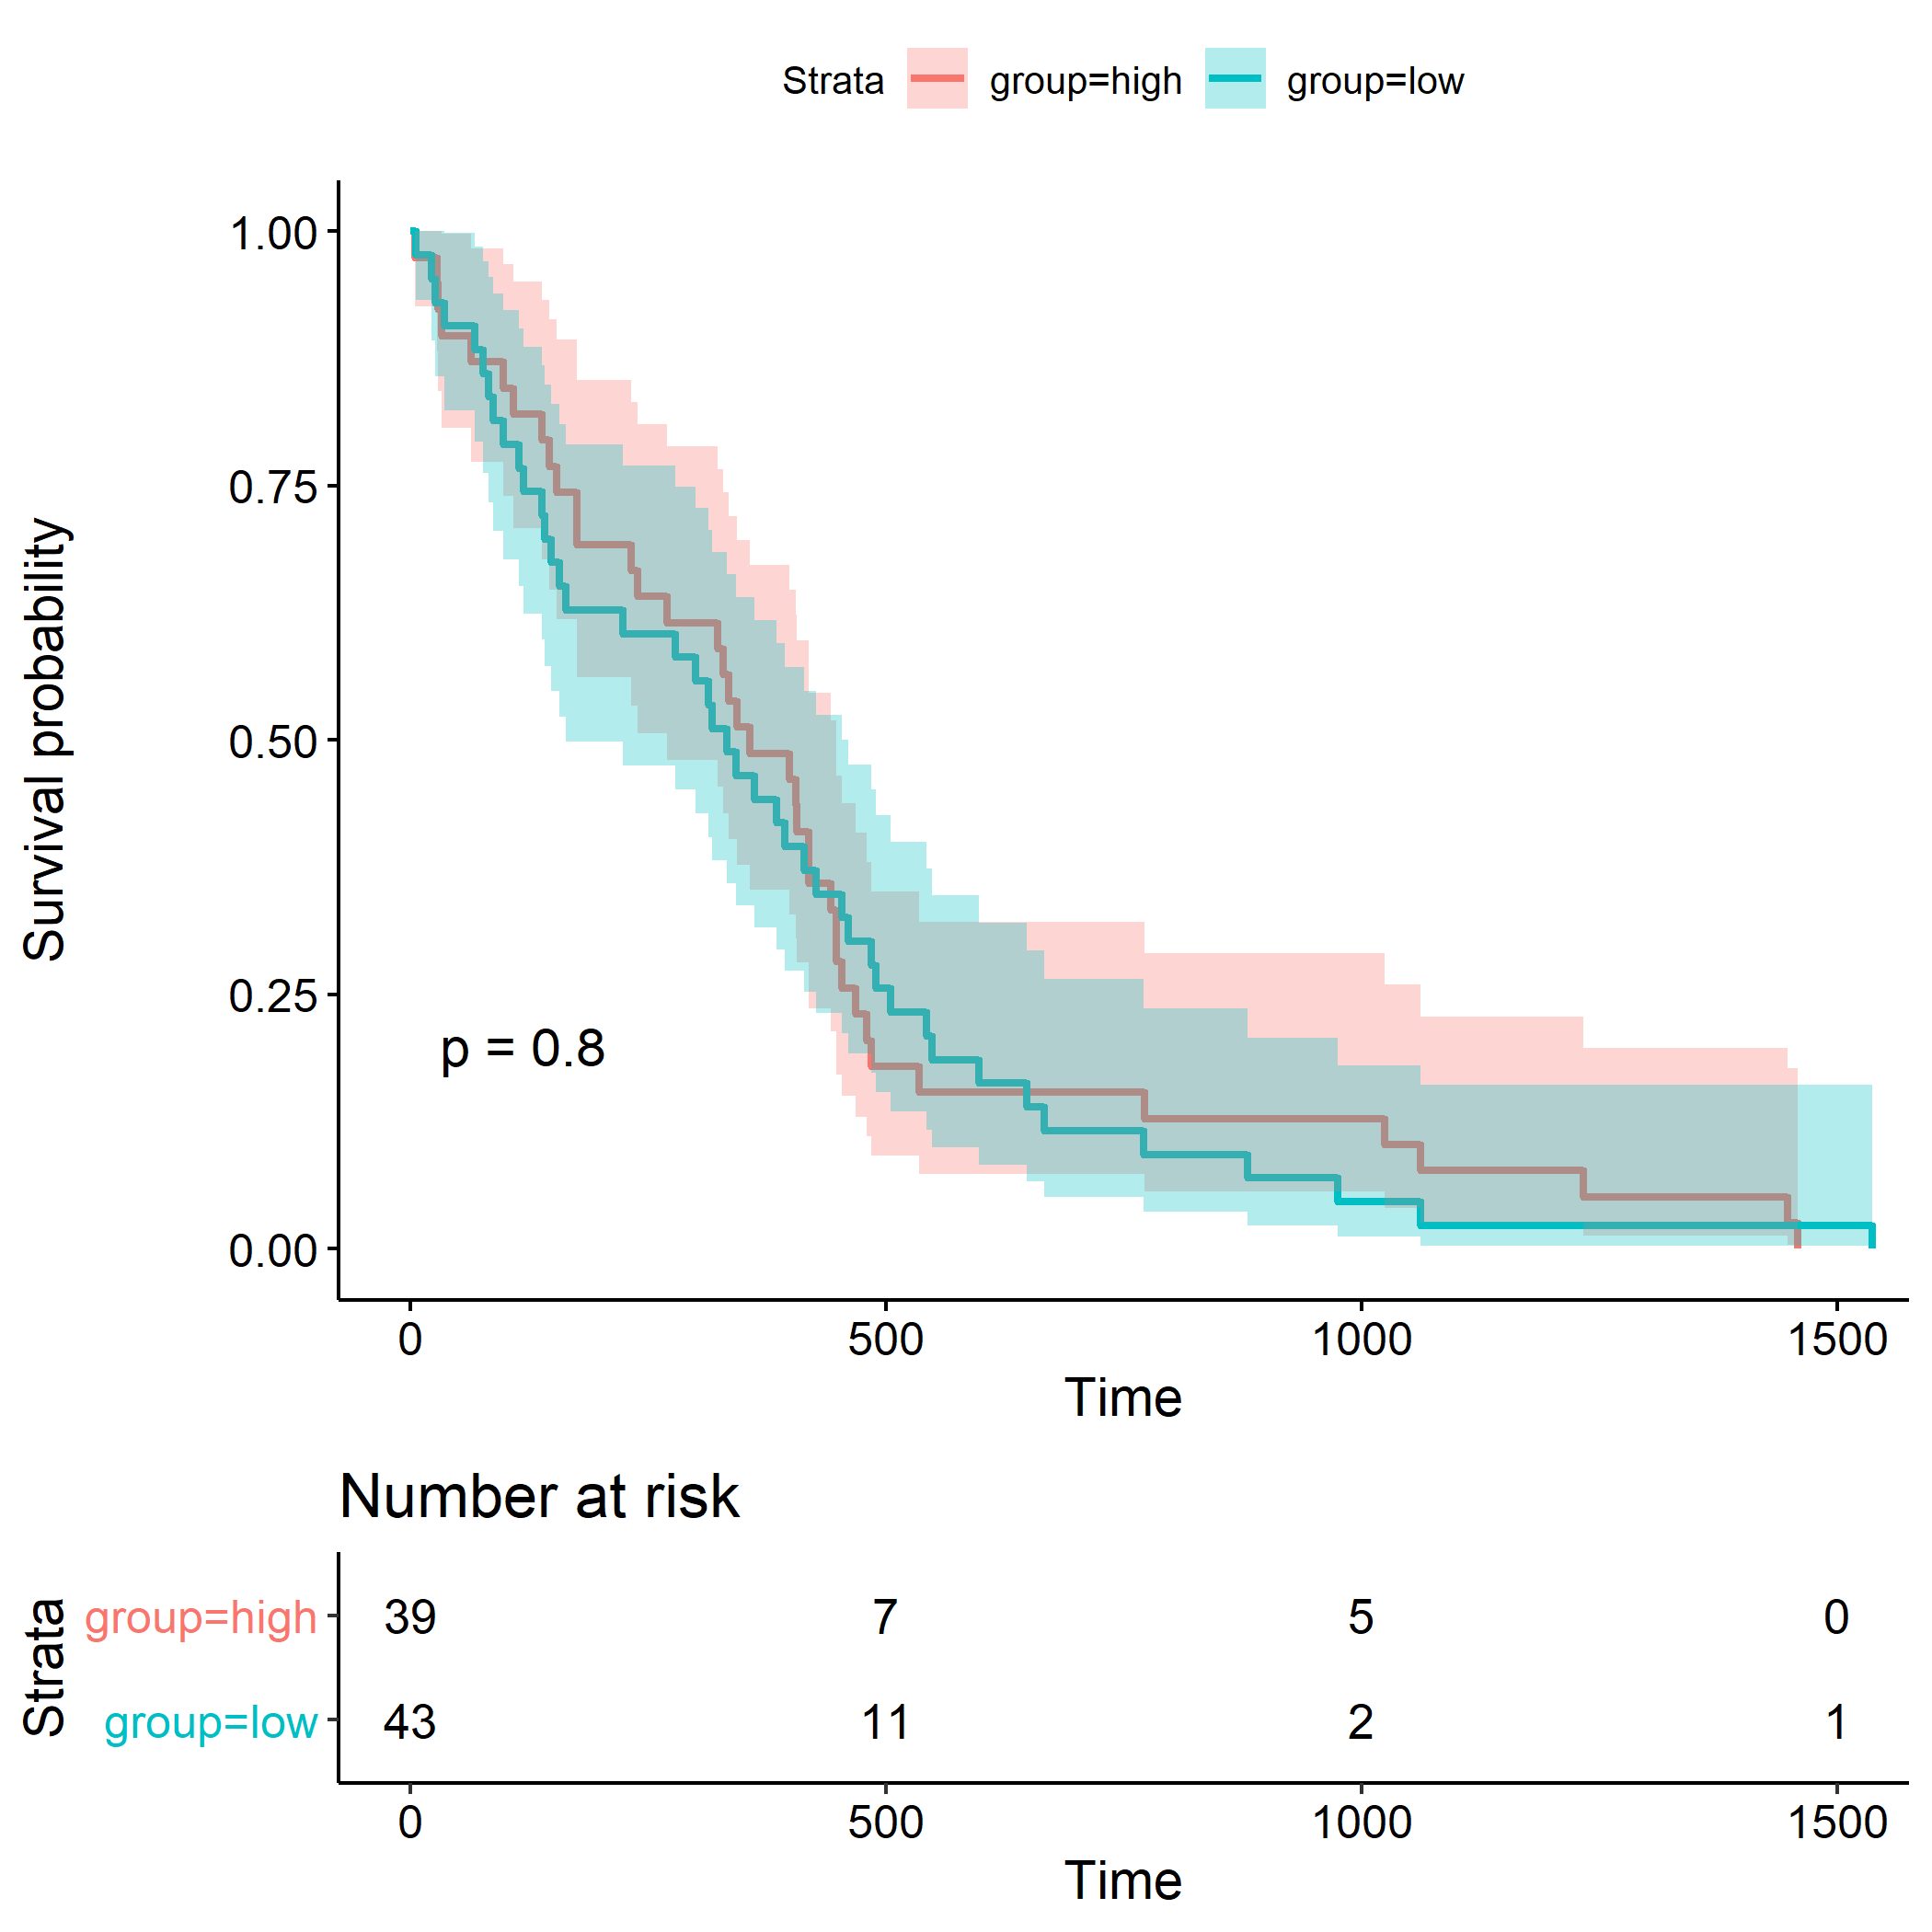 Strata group=high group=low
1.00
0.75
0.50
0.25
0.00
Survival probability
p = 0.8
0 500 1000 1500
Time
Number at risk
Strata
group=high 39 7 5 0
group=low 43 11 2 1
0 500 1000 1500
Time